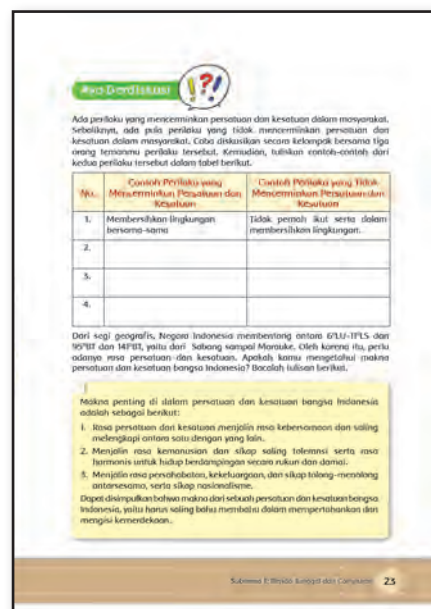 Ayo Berdiskusi
!?!
Ada perilaku yang mencerminkan persatuan dan kesatuan dalam masyarakat.
Sebaliknya, ada pula perilaku yang tidak mencerminkan persatuan dan
kesatuan dalam masyarakat. Coba diskusikan secara kelompok bersama tiga
orang temanmu perilaku tersebut. Kemudian, tuliskan contoh-contoh dari
kedua perilaku tersebut dalam tabel berikut.
No.
Contoh Perilaku yang
Mencerminkan Persatuan dan
Kesatuan
Contoh Perilaku yang Tidak
Mencerminkan Persatuan dan
Kesatuan
1.
Membersihkan lingkungan
bersama-sama
Tidak pernah ikut serta dalam
membersihkan lingkungan.
2.
3.
4.
Dari segi geografis, Negara Indonesia membentang antara 6°LU-11°LS dan
95°BT dan 141°BT, yaitu dari Sabang sampai Marauke. Oleh karena itu, perlu
adanya rasa persatuan dan kesatuan. Apakah kamu mengetahui makna
persatuan dan kesatuan bangsa Indonesia? Bacalah tulisan berikut.
Makna penting di dalam persatuan dan kesatuan bangsa Indonesia
adalah sebagai berikut:
1. Rasa persatuan dan kesatuan menjalin rasa kebersamaan dan saling
melengkapi antara satu dengan yang lain.
2. Menjalin rasa kemanusian dan sikap saling toleransi serta rasa
harmonis untuk hidup berdampingan secara rukun dan damai.
3. Menjalin rasa persahabatan, kekeluargaan, dan sikap tolong-menolong
antarsesama, serta sikap nasionalisme.
Dapat disimpulkan bahwa makna dari sebuah persatuan dan kesatuan bangsa
Indonesia, yaitu harus saling bahu membahu dalam mempertahankan dan
mengisi kemerdekaan.
Subtema 1: dan 23